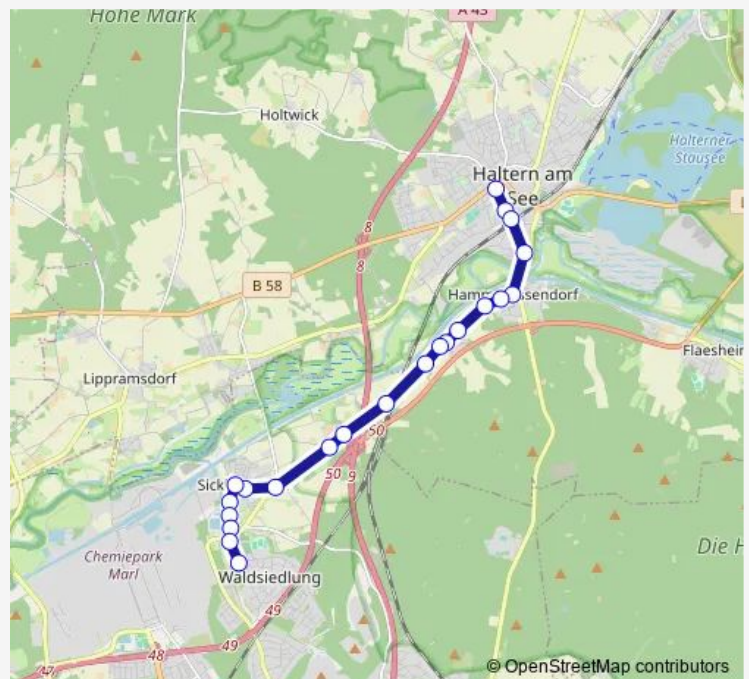 Hohe Mark
A 43
Holtwick
Halterner
Stausee
Haltern am
See
8
8
B 58
Flaesheim
Lippramsdorf
50
50
9
Sick
Chemiepark
Marl
Die H
Waldsiedlung
49
49
48
47
© OpenStreetMap contributors